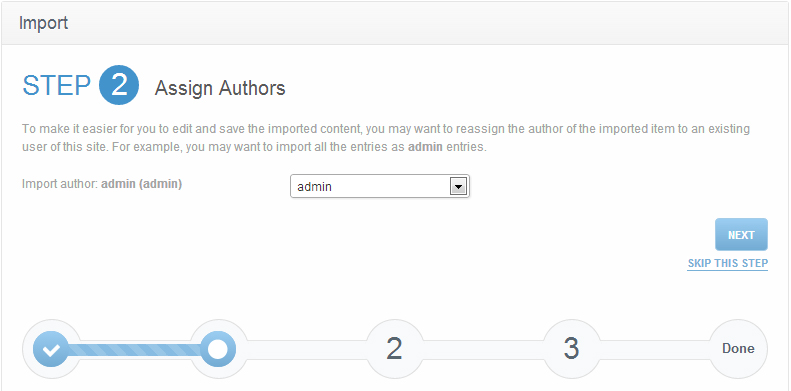 Import
STEP 2 Assign Authors
To make it easier for you to edit and save the imported content, you may want to reassign the author of the imported item to an existing
user of this site. For example, you may want to import all the entries as admin entries.
Import author: admin (admin) admin
NEXT
SKIP THIS STEP
2 3 Done